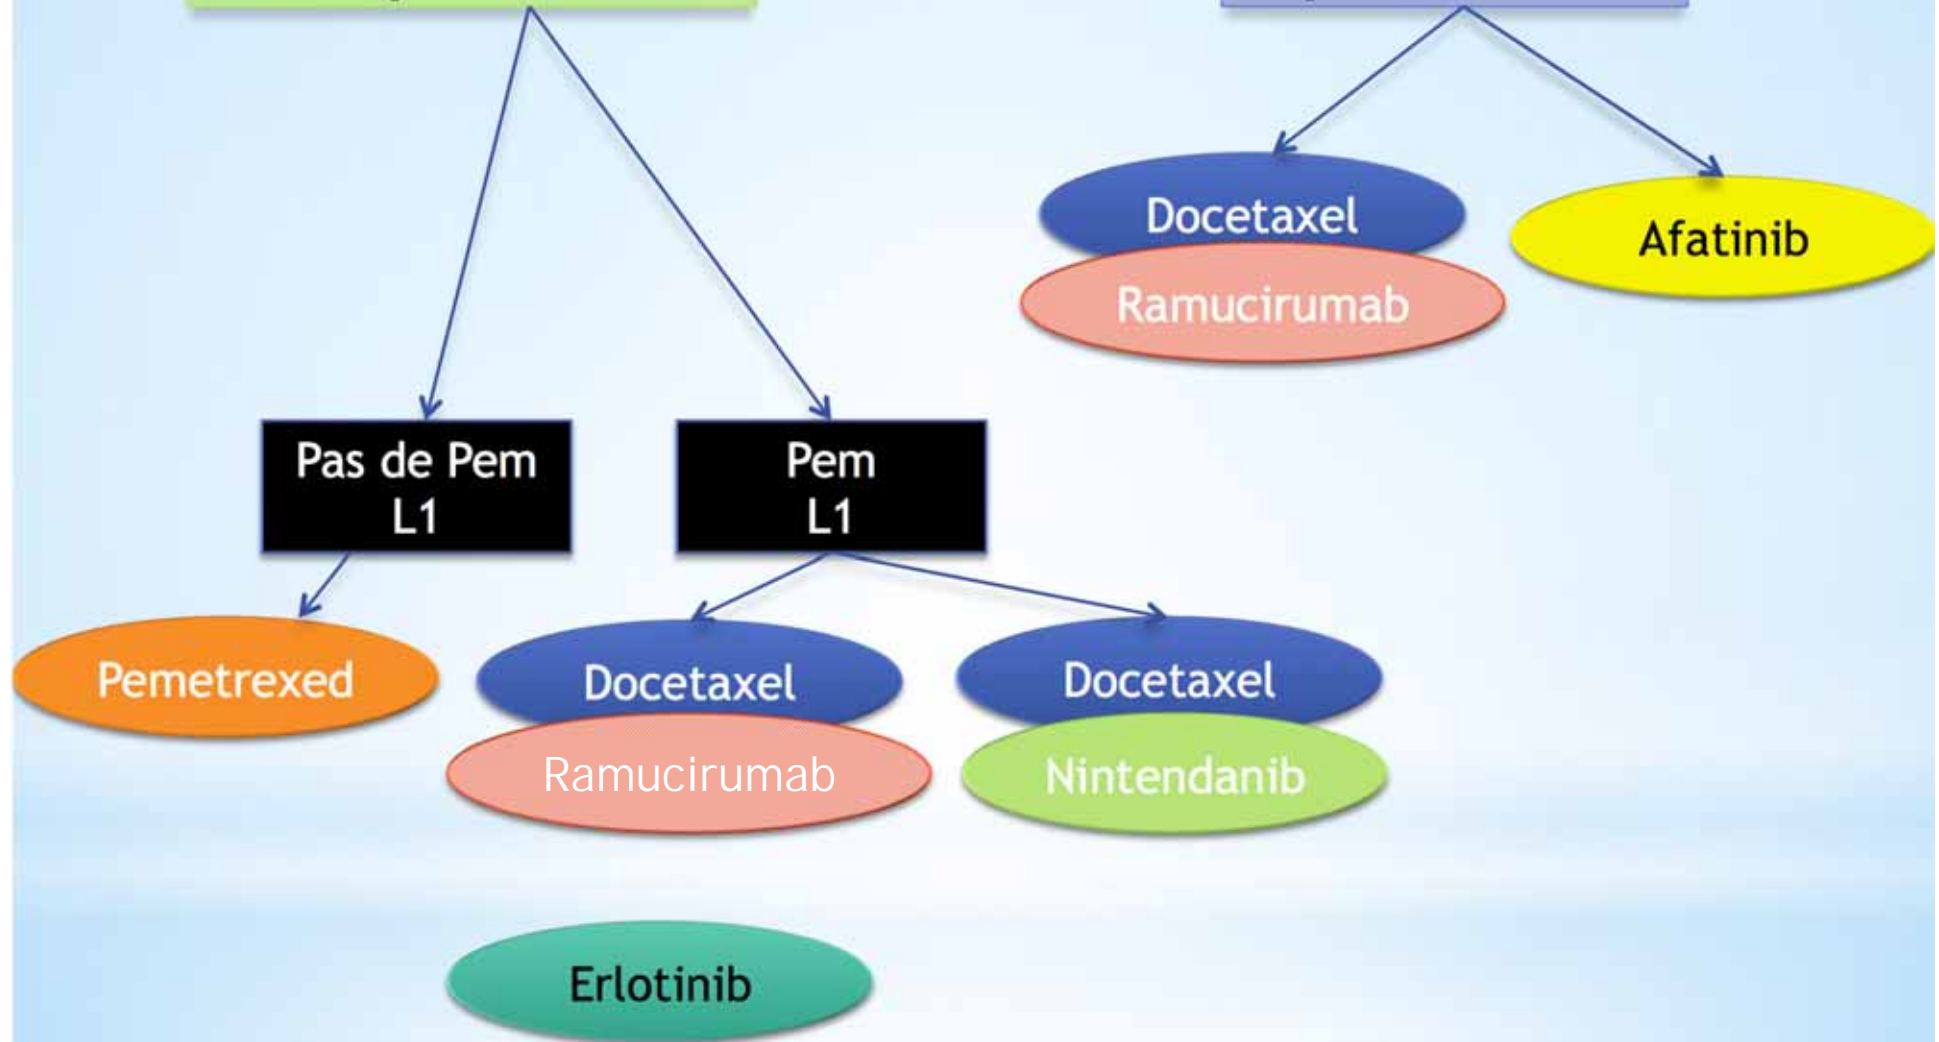 Docetaxel
Afatinib
Ramucirumab
Pas de Pem
L1
Pem
L1
Pemetrexed
Docetaxel
Docetaxel
Ramucirumab
Nintendanib
Erlotinib